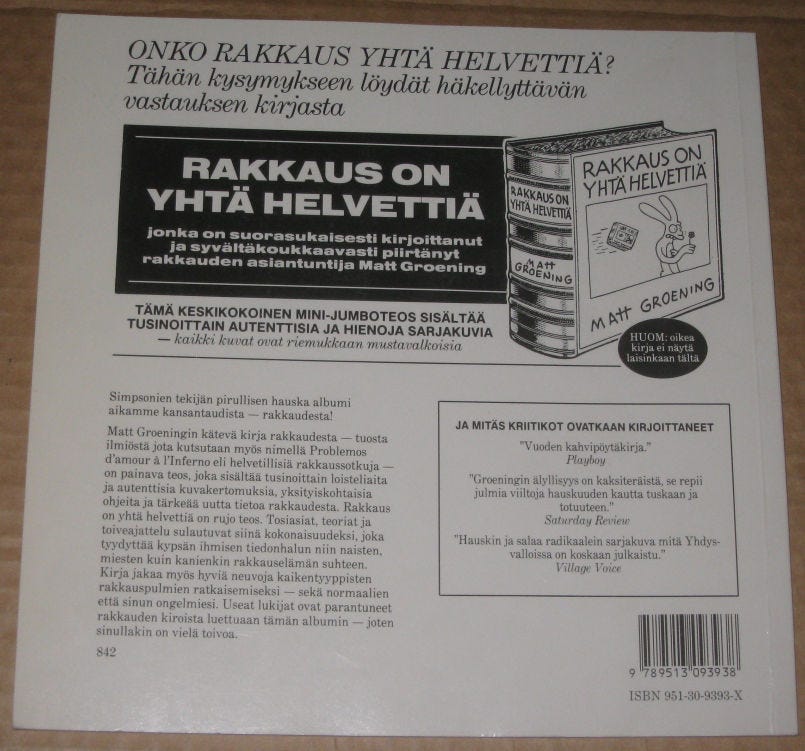 ONKO RAKKAUS YHTÄ HELVETTIÄ?
Tähän kysymykseen löydät häkellyttävän
vastauksen kirjasta
RAKKAUS ON
YHTÄ HELVETTIÄ
jonka on suorasukaisesti kirjoittanut
ja syvältäkoukkaavasti piirtänyt
rakkauden asiantuntija Matt Groening
RAKKAUS ON
YHTÄ HELVETTIÄ
MATT
GROENING
RAKKAUS ON
YHTÄ HELVETTIÄ
MATT GROENING
TÄMÄ KESKIKOKOINEN MINI-JUMBOTEOS SISÄLTÄÄ
TUSINOITTAIN AUTENTTISIA JA HIENOJA SARJAKUVIA
— kaikki kuvat ovat riemukkaan mustavalkoisia
HUOM: oikea
kirja ei näytä
laisinkaan tältä
Simpsonien tekijän pirullisen hauska albumi
aikamme kansantaudista — rakkaudesta!
Matt Groeningin kätevä kirja rakkaudesta — tuosta
ilmiöstä jota kutsutaan myös nimellä Problemos
d'amour à l'Inferno eli helvetillisiä rakkaussotkuja —
on painava teos, joka sisältää tusinoittain loisteliaita
ja autenttisia kuvakertomuksia, yksityiskohtaisia
ohjeita ja tärkeää uutta tietoa rakkaudesta. Rakkaus
on yhtä helvettiä on rujo teos. Tosiasiat, teoriat ja
toiveajattelu sulautuvat siinä kokonaisuudeksi, joka
tyydyttää kypsän ihmisen tiedonhalun niin naisten,
miesten kuin kanienkin rakkauselämän suhteen.
Kirja jakaa myös hyviä neuvoja kaikentyyppisten
rakkauspulmien ratkaisemiseksi — sekä normaalien
että sinun ongelmiesi. Useat lukijat ovat parantuneet
rakkauden kiroista luettuaan tämän albumin — joten
sinullakin on vielä toivoa.
842
JA MITÄS KRIITIKOT OVATKAAN KIRJOITTANEET
"Vuoden kahvipöytäkirja."
Playboy
"Groeningin älyllisyys on kaksiteräistä, se repii
julmia viiltoja hauskuuden kautta tuskaan ja
totuuteen."
Saturday Review
"Hauskin ja salaa radikaalein sarjakuva mitä Yhdys-
valloissa on koskaan julkaistu."
Village Voice
9 789513 093938
ISBN 951-30-9393-X